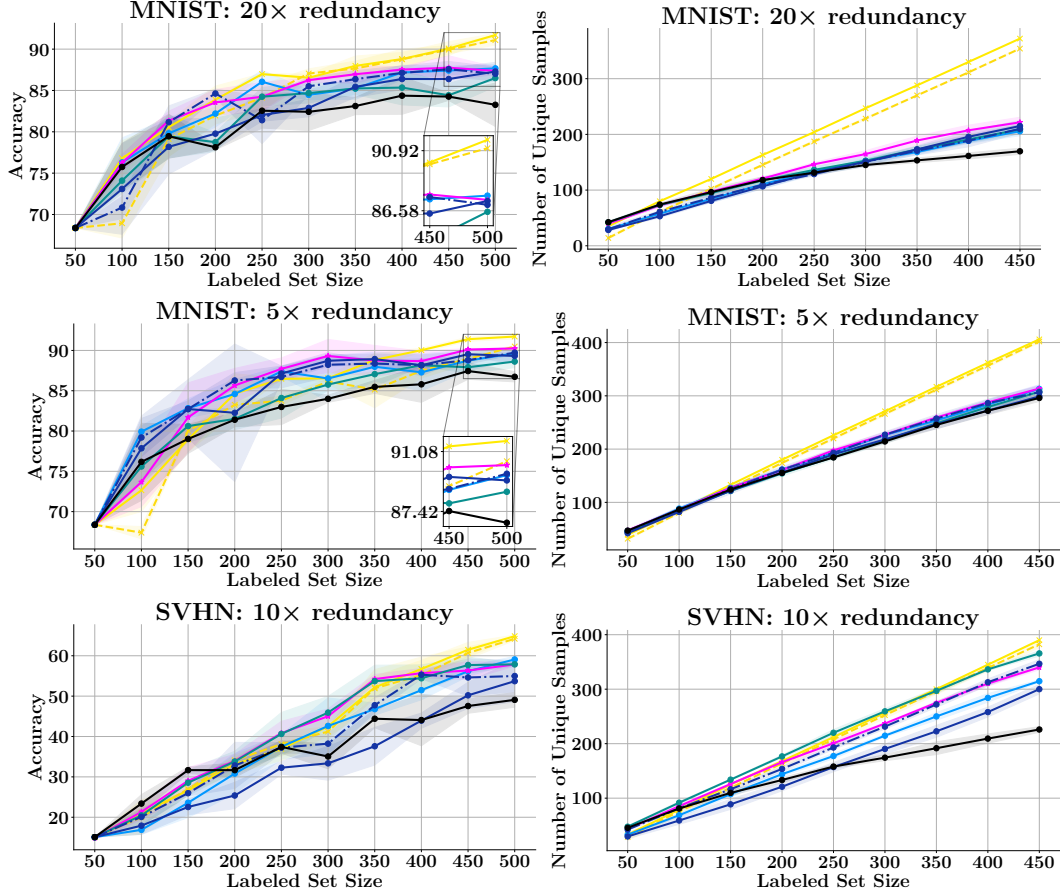 MNIST: 20× redundancy
Accuracy
90
85
80
75
70
90.92
86.58
450 500
50 100 150 200 250 300 350 400 450 500
Labeled Set Size
MNIST: 20× redundancy
Number of Unique Samples
300
200
100
0
50 100 150 200 250 300 350 400 450
Labeled Set Size
MNIST: 5× redundancy
Accuracy
90
85
80
75
70
91.08
87.42
450 500
50 100 150 200 250 300 350 400 450 500
Labeled Set Size
MNIST: 5× redundancy
Number of Unique Samples
400
300
200
100
50 100 150 200 250 300 350 400 450
Labeled Set Size
SVHN: 10× redundancy
Accuracy
60
50
40
30
20
50 100 150 200 250 300 350 400 450 500
Labeled Set Size
SVHN: 10× redundancy
Number of Unique Samples
400
300
200
100
50 100 150 200 250 300 350 400 450
Labeled Set Size